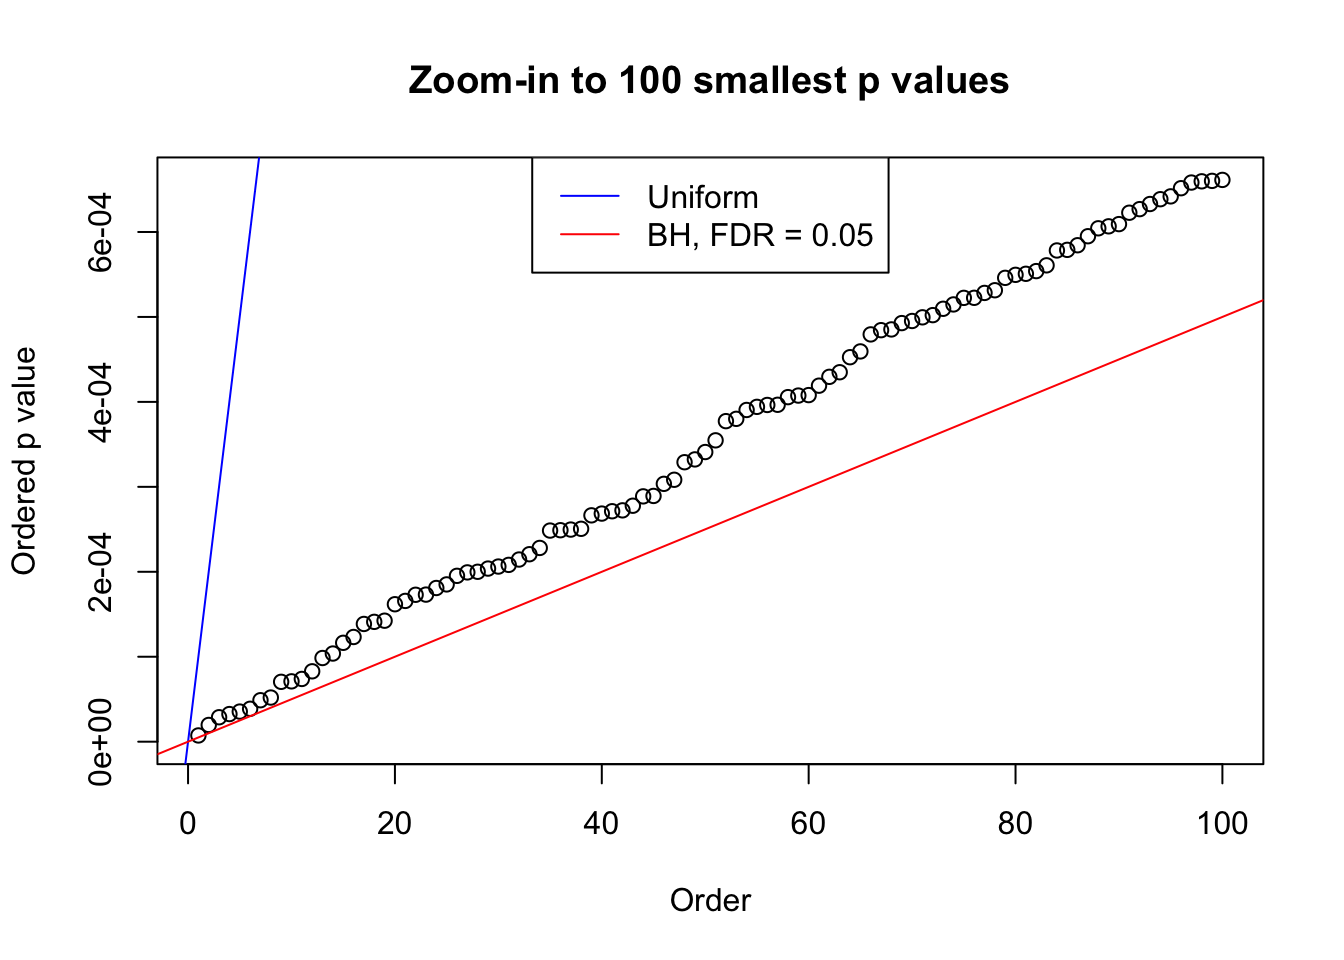 Zoom-in to 100 smallest p values
Uniform
BH, FDR = 0.05
Ordered p value
6e-04
4e-04
2e-04
0e+00
0 20 40 60 80 100
Order